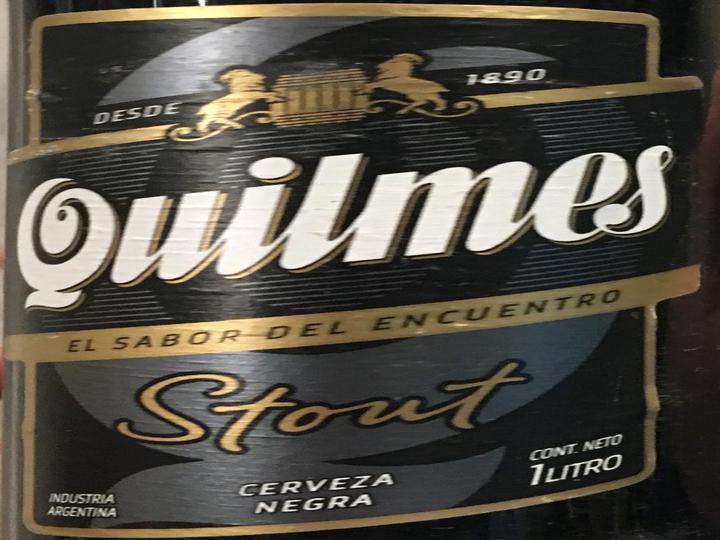 DESDE 1890
Quilmes
EL SABOR DEL ENCUENTRO
Stout
CERVEZA
NEGRA
INDUSTRIA
ARGENTINA
CONT. NETO
1 LITRO